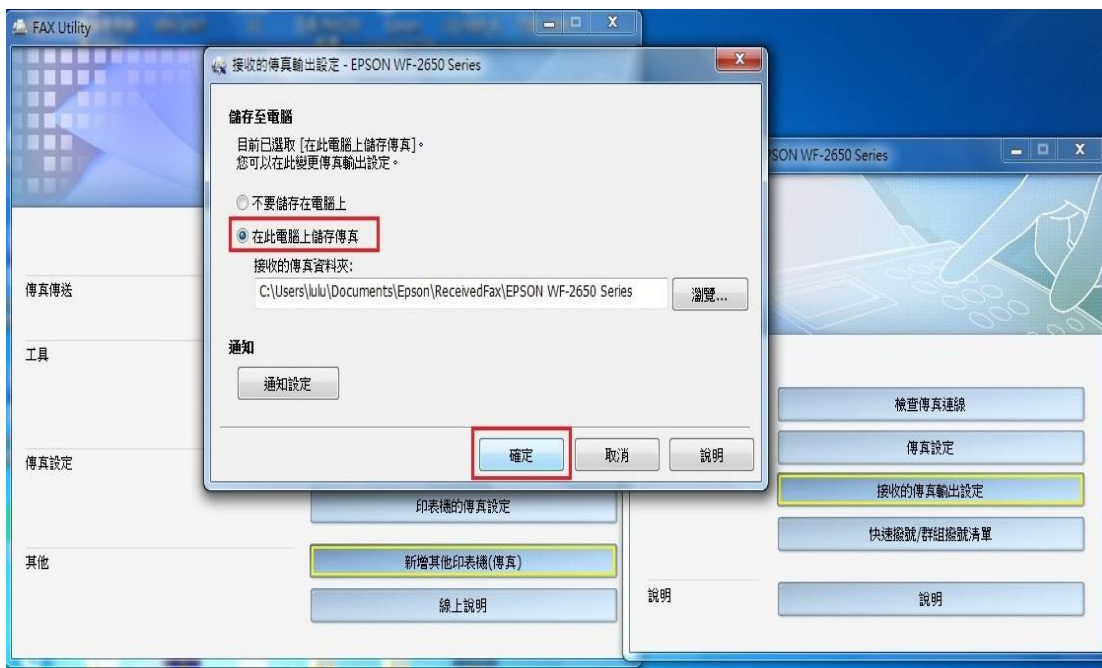 FAX Utility
接收的傳真輸出設定 - EPSON WF-2650 Series
儲存至電腦
目前已選取 [在此電腦上儲存傳真]。
您可以在此變更傳真輸出設定。
不要儲存在電腦上
在此電腦上儲存傳真
接收的傳真資料夾:
C:\Users\lulu\Documents\Epson\ReceivedFax\EPSON WF-2650 Series
瀏覽...
通知
通知設定
確定
取消
說明
傳真傳送
工具
傳真設定
印表機的傳真設定
其他
新增其他印表機(傳真)
線上說明
PSON WF-2650 Series
檢查傳真連線
傳真設定
接收的傳真輸出設定
快速撥號/群組撥號清單
說明
說明